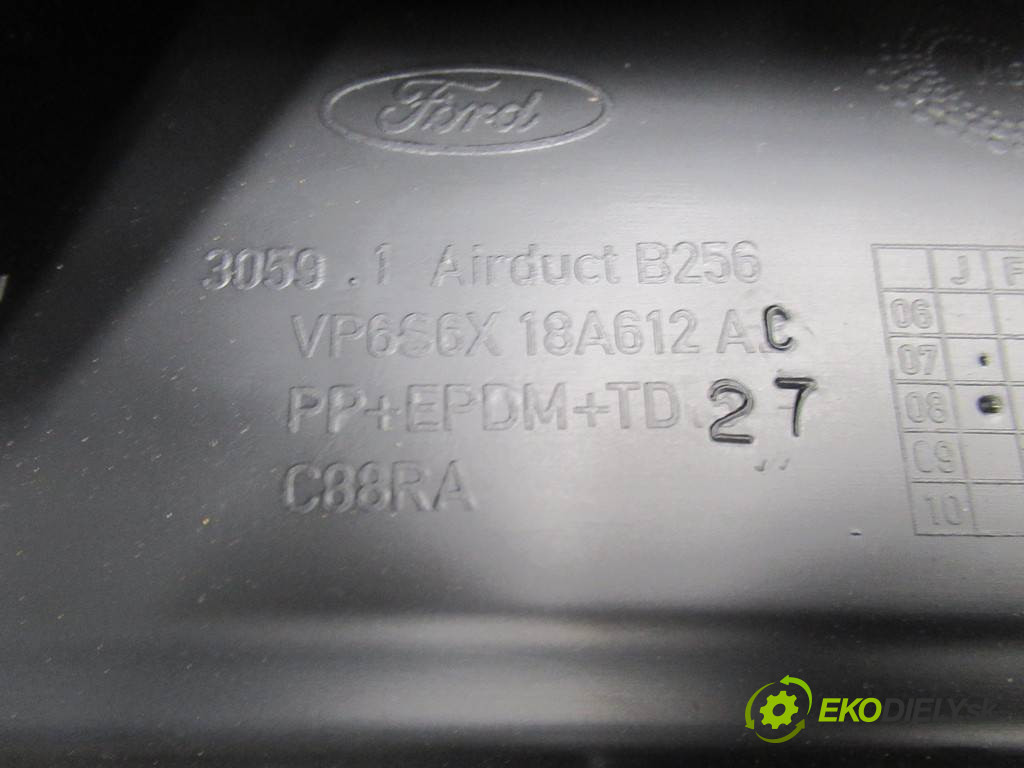 Ford
3059 .1 Airduct B256
VP6S6X 18A612 AC
PP+EPDM+TD 27
C88RA
J F
06
07
08
09
10
EKODIELY.sk